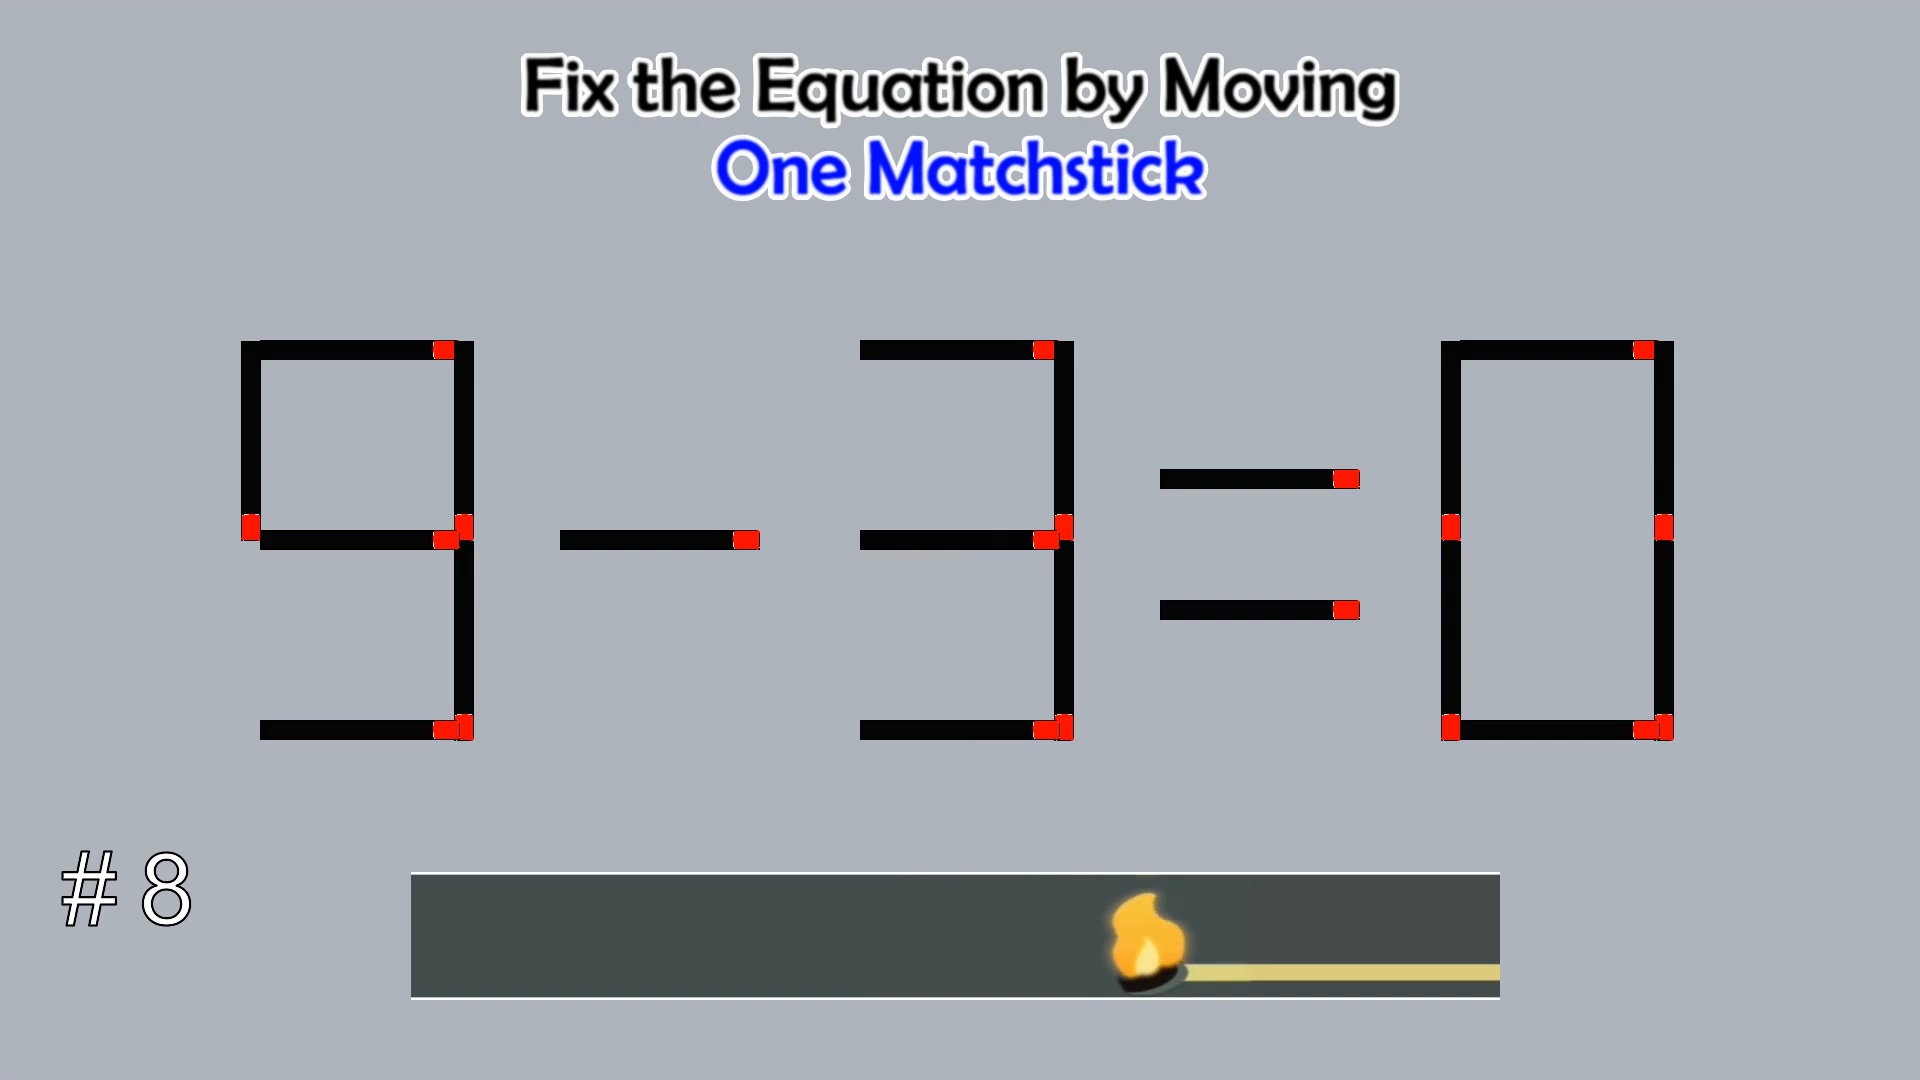 Fix the Equation by Moving
One Matchstick
9-3=0
#8